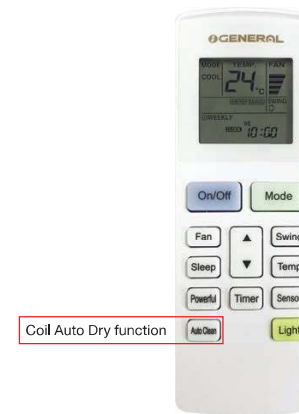 OGENERAL
MODE TEMP. FAN
COOL 24.°C
SWING
WEEKLY
10:00
On/Off Mode
Fan Swing
Sleep Temp
Powerful Timer Sensor
Coil Auto Dry function Auto Clean Light